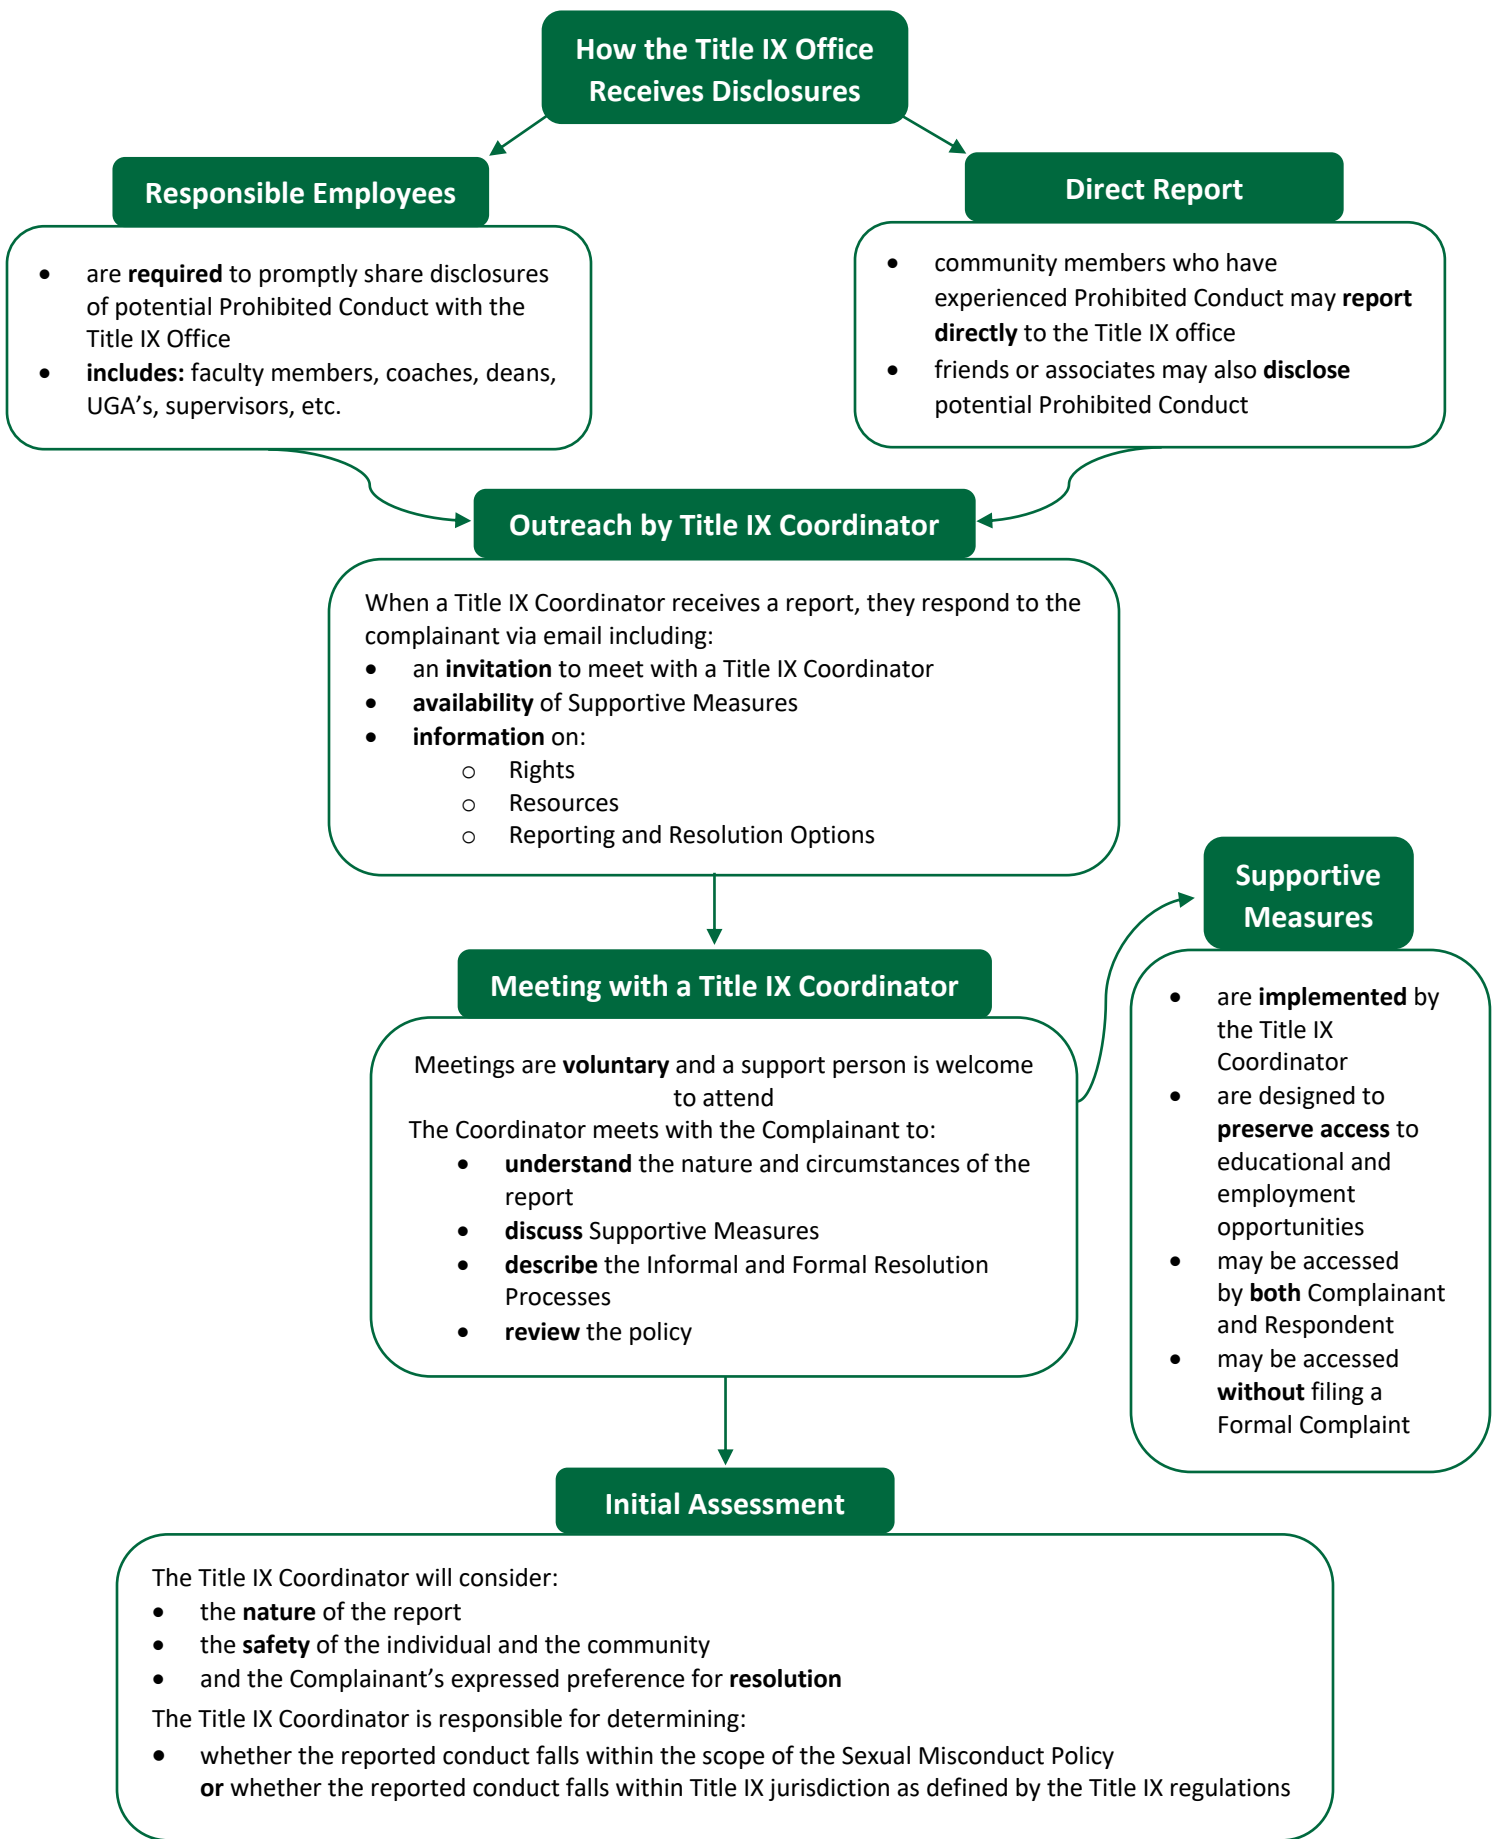 How the Title IX Office
Receives Disclosures
Responsible Employees
• are required to promptly share disclosures
of potential Prohibited Conduct with the
Title IX Office
• includes: faculty members, coaches, deans,
UGA’s, supervisors, etc.
Direct Report
• community members who have
experienced Prohibited Conduct may report
directly to the Title IX office
• friends or associates may also disclose
potential Prohibited Conduct
Outreach by Title IX Coordinator
When a Title IX Coordinator receives a report, they respond to the
complainant via email including:
• an invitation to meet with a Title IX Coordinator
• availability of Supportive Measures
• information on:
o Rights
o Resources
o Reporting and Resolution Options
Meeting with a Title IX Coordinator
Meetings are voluntary and a support person is welcome
to attend
The Coordinator meets with the Complainant to:
• understand the nature and circumstances of the
report
• discuss Supportive Measures
• describe the Informal and Formal Resolution
Processes
• review the policy
Supportive
Measures
• are implemented by
the Title IX
Coordinator
• are designed to
preserve access to
educational and
employment
opportunities
• may be accessed
by both Complainant
and Respondent
• may be accessed
without filing a
Formal Complaint
Initial Assessment
The Title IX Coordinator will consider:
• the nature of the report
• the safety of the individual and the community
• and the Complainant’s expressed preference for resolution
The Title IX Coordinator is responsible for determining:
• whether the reported conduct falls within the scope of the Sexual Misconduct Policy
or whether the reported conduct falls within Title IX jurisdiction as defined by the Title IX regulations